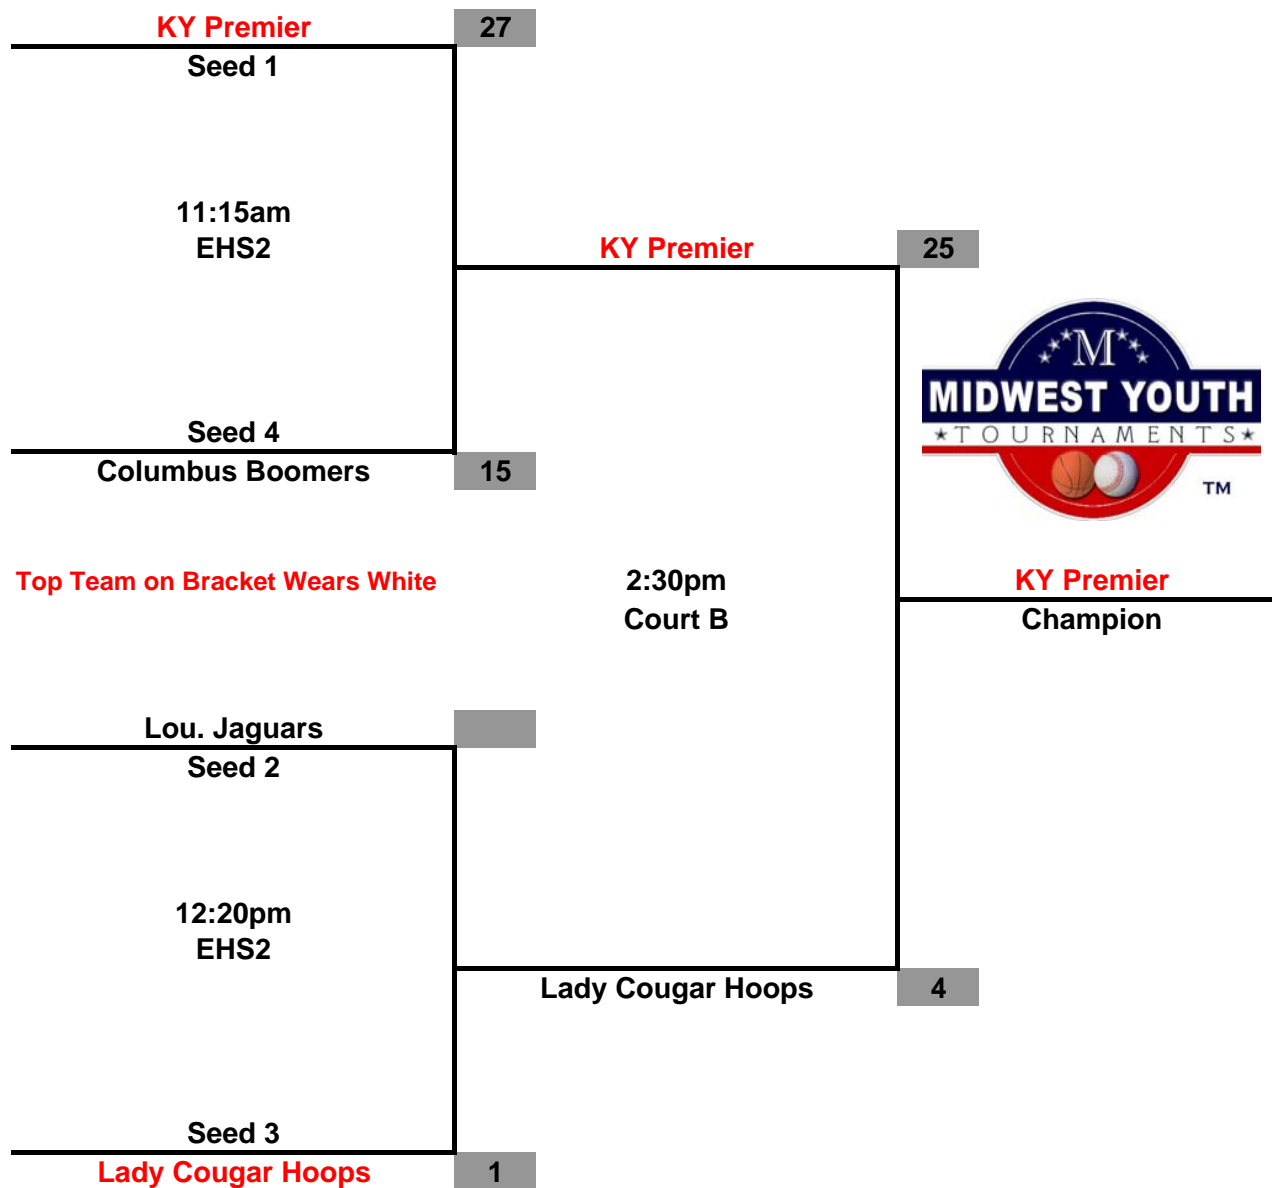 KY Premier 27
Seed 1
11:15am
EHS2
KY Premier 25
M
MIDWEST YOUTH
TOURNAMENTS
TM
Seed 4
Columbus Boomers 15
Top Team on Bracket Wears White
2:30pm
Court B
KY Premier
Champion
Lou. Jaguars
Seed 2
12:20pm
EHS2
Lady Cougar Hoops 4
Seed 3
Lady Cougar Hoops 1